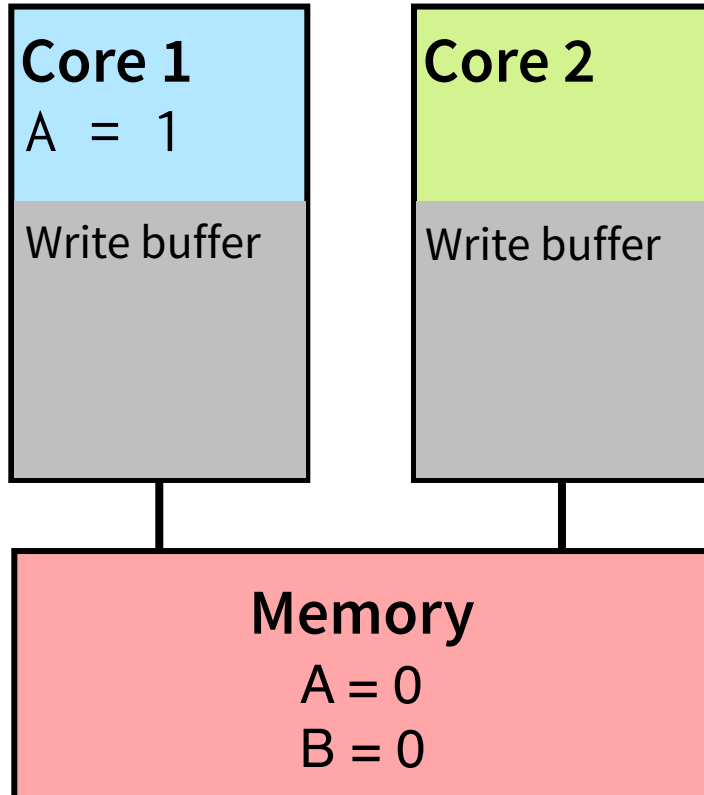 Core 1
A = 1
Write buffer
Core 2
Write buffer
Memory
A = 0
B = 0